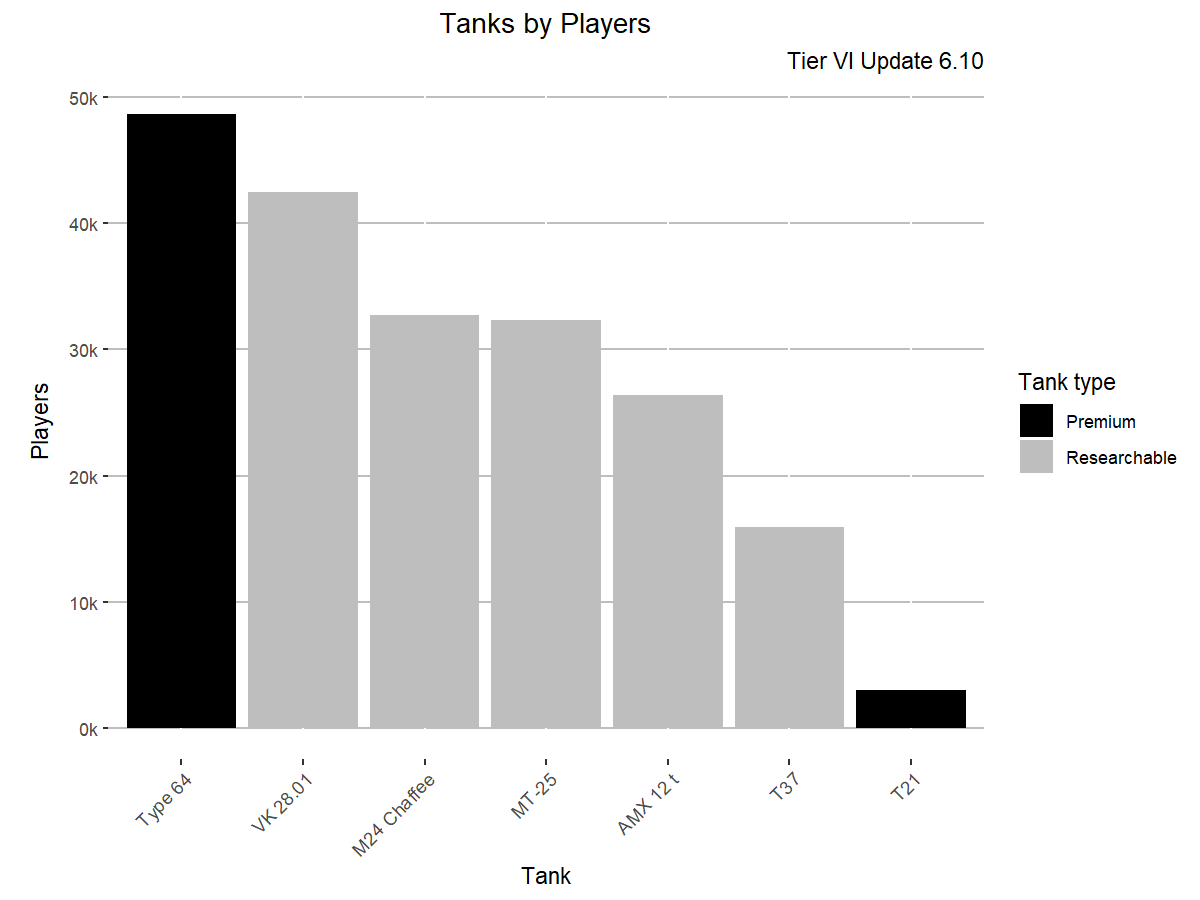 Tanks by Players
Tier VI Update 6.10
50k
40k
30k
20k
10k
0k
Players
Type 64
VK 28.01
M24 Chaffee
MT-25
AMX 12 t
T37
T21
Tank
Tank type
Premium
Researchable